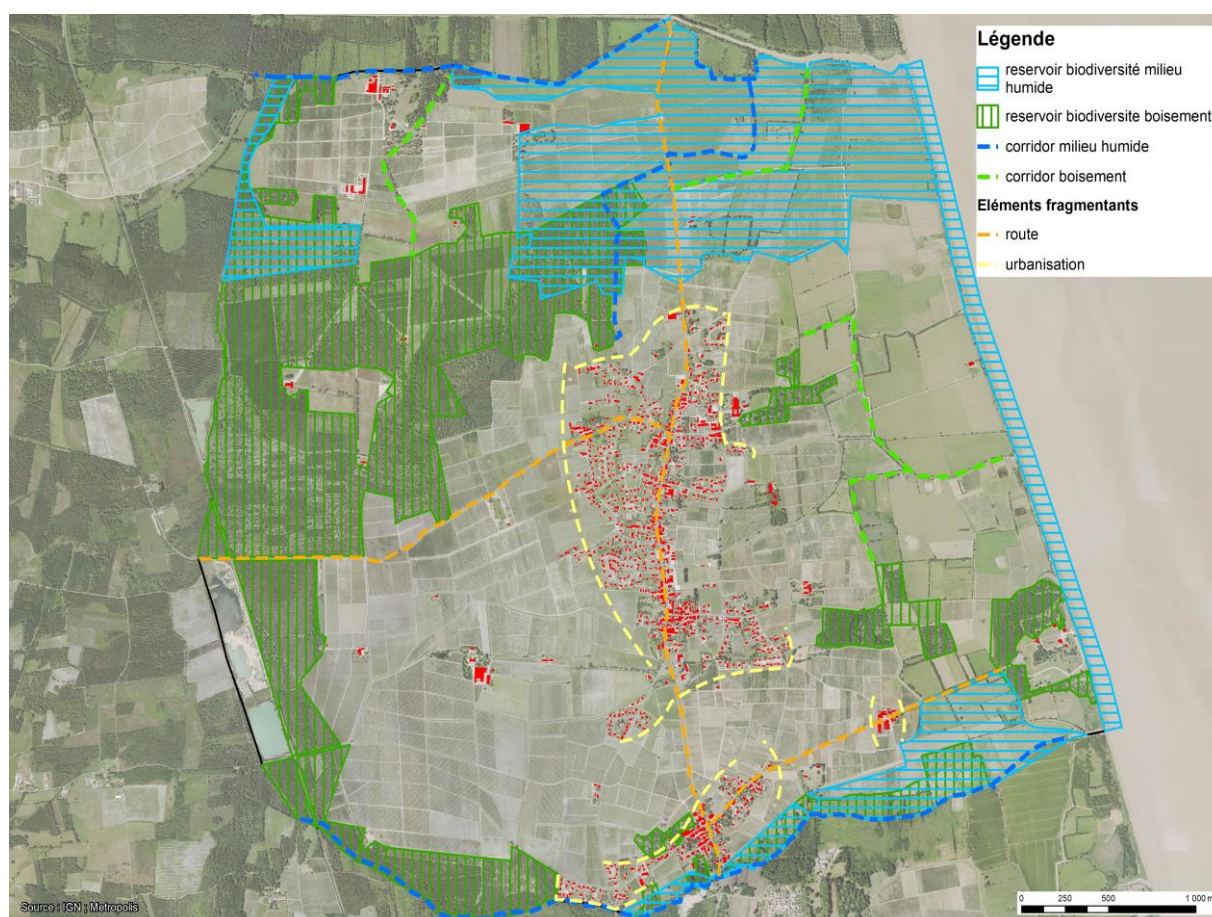 Légende
reservoir biodiversité milieu
humide
reservoir biodiversite boisement
corridor milieu humide
corridor boisement
Eléments fragmentants
route
urbanisation
Source : IGN ; Metropolis
0 250 500 1 000 m